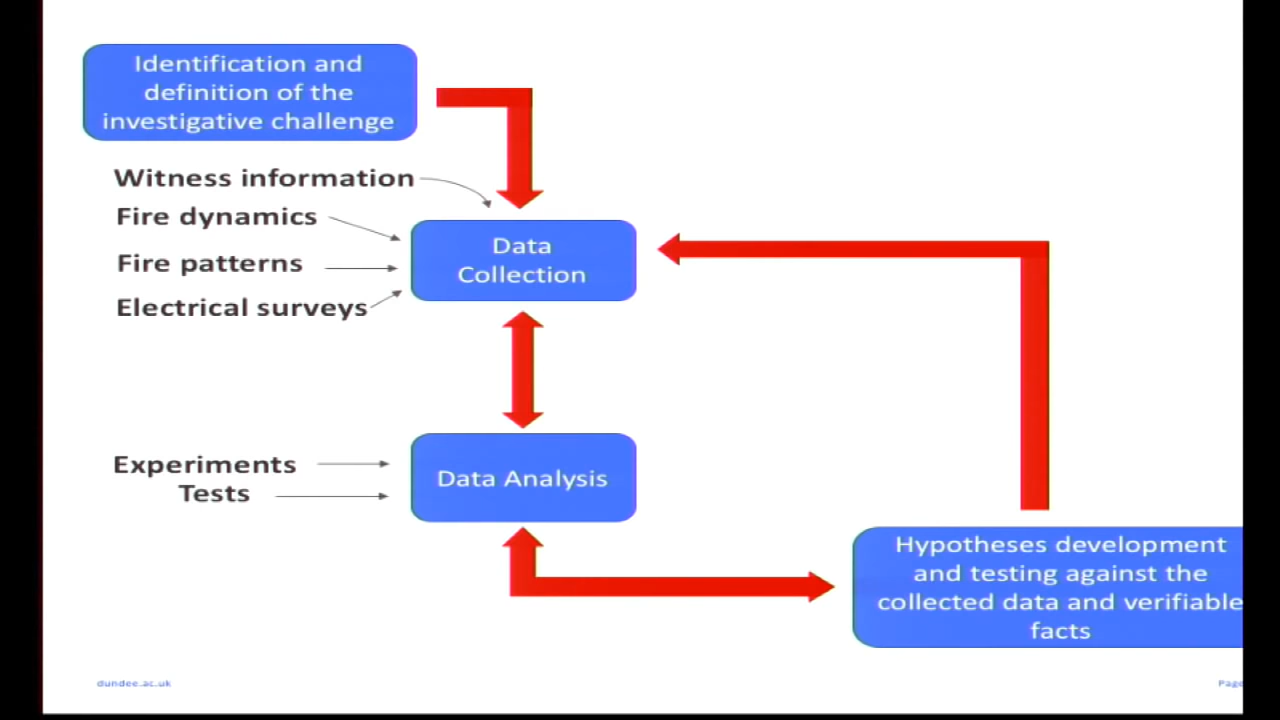 Identification and
definition of the
investigative challenge
Witness information
Fire dynamics
Fire patterns
Electrical surveys
Data
Collection
Experiments
Tests
Data Analysis
Hypotheses development
and testing against the
collected data and verifiable
facts
dundee.ac.uk
Page